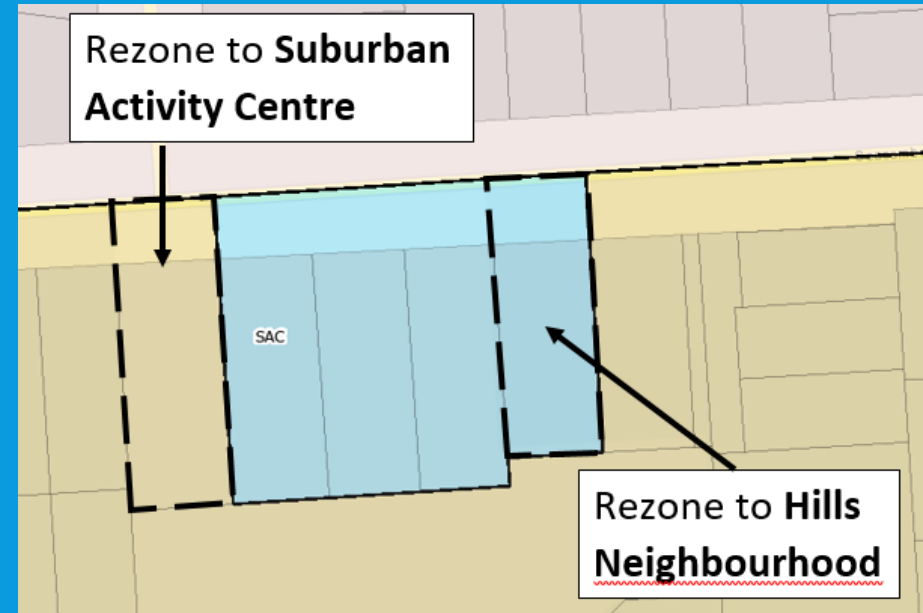 Rezone to Suburban
Activity Centre
SAC
Rezone to Hills
Neighbourhood